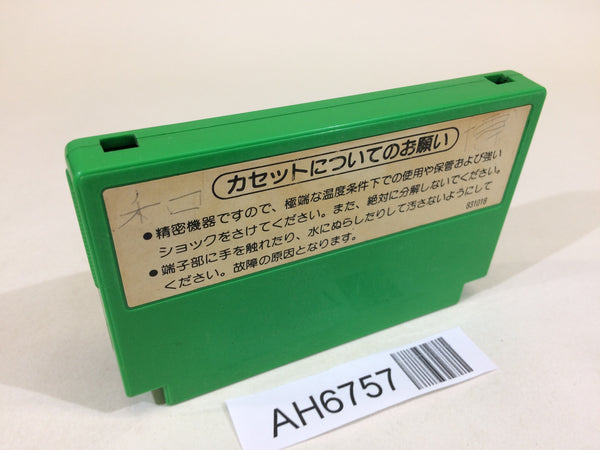 カセットについてのお願い
●精密機器ですので、極端な温度条件下での使用や保管および強い
ショックをさけてください。また、絶対に分解しないでください。
●端子部に手を触れたり、水にぬらしたりして汚さないようにして
ください。故障の原因となります。
831018
AH6757